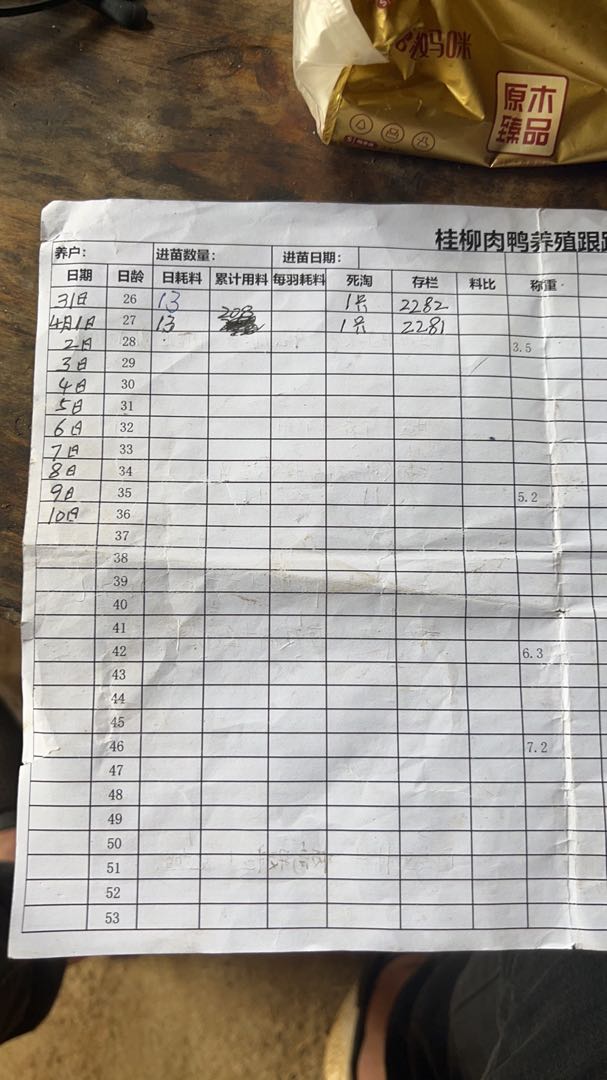 妈咪
原木
臻品
桂柳肉鸭养殖跟踪
养户: 进苗数量: 进苗日期:
日期 日龄 日耗料 累计用料 每羽耗料 死淘 存栏 料比 称重
31日 26 13 1只 2282
4月1日 27 13 203 1只 2281
2日 28 3.5
3日 29
4日 30
5日 31
6日 32
7日 33
8日 34
9日 35 5.2
10日 36
37
38
39
40
41
42 6.3
43
44
45
46 7.2
47
48
49
50
51
52
53